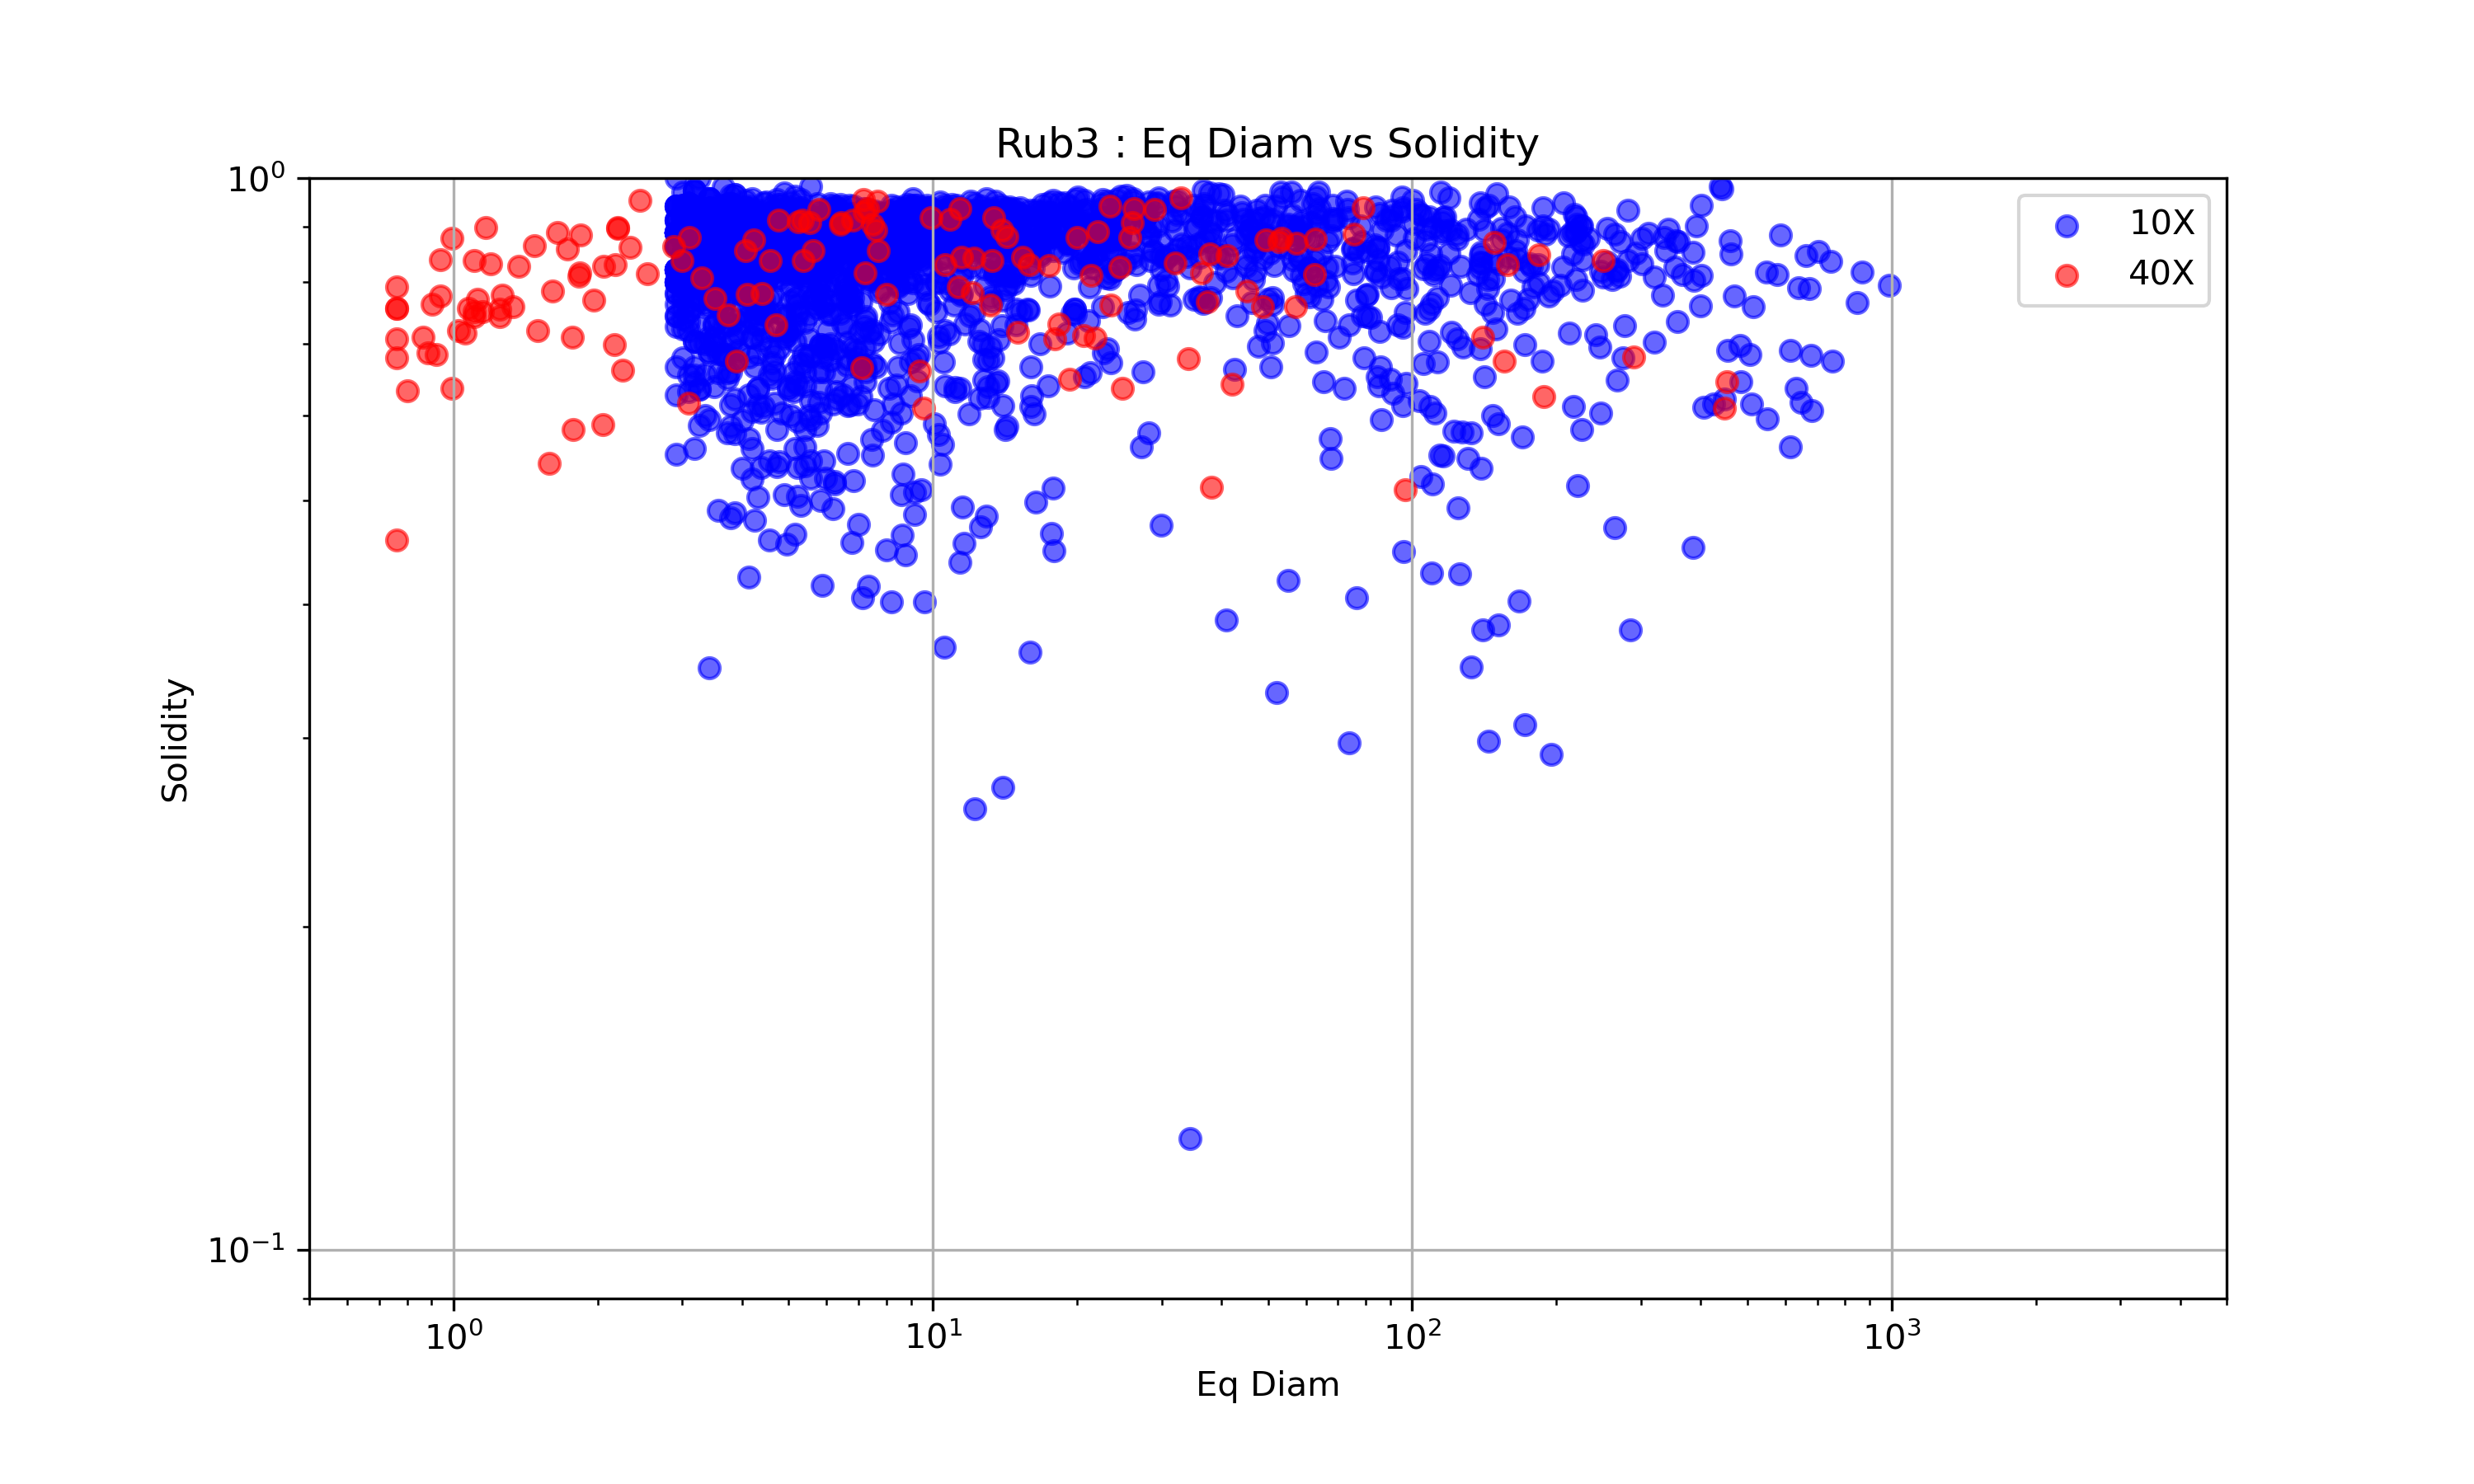 Rub3 : Eq Diam vs Solidity
10⁰
10X
40X
Solidity
10⁻¹
10⁰ 10¹ 10² 10³
Eq Diam